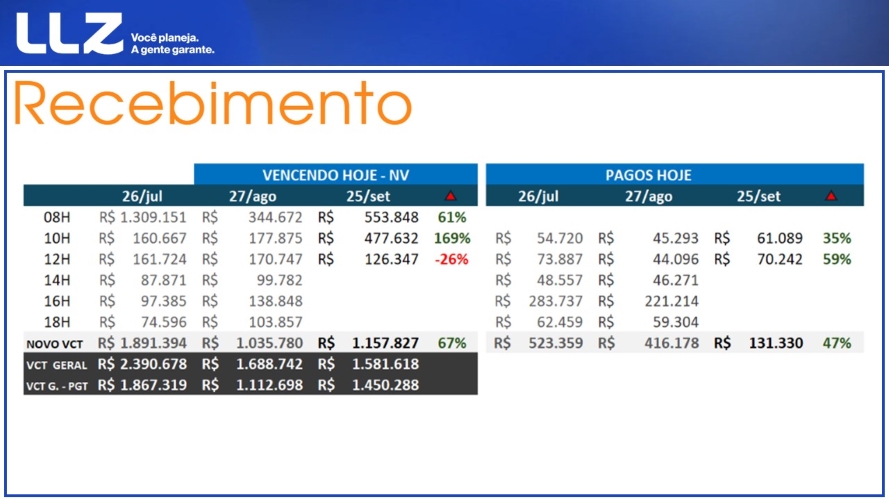 LLZ Você planeja.
A gente garante.
Recebimento
VENCENDO HOJE - NV PAGOS HOJE
26/jul 27/ago 25/set 26/jul 27/ago 25/set
08H R$ 1.309.151 R$ 344.672 R$ 553.848 61%
10H R$ 160.667 R$ 177.875 R$ 477.632 169% R$ 54.720 R$ 45.293 R$ 61.089 35%
12H R$ 161.724 R$ 170.747 R$ 126.347 -26% R$ 73.887 R$ 44.096 R$ 70.242 59%
14H R$ 87.871 R$ 99.782 R$ 48.557 R$ 46.271
16H R$ 97.385 R$ 138.848 R$ 283.737 R$ 221.214
18H R$ 74.596 R$ 103.857 R$ 62.459 R$ 59.304
NOVO VCT R$ 1.891.394 R$ 1.035.780 R$ 1.157.827 67% R$ 523.359 R$ 416.178 R$ 131.330 47%
VCT GERAL R$ 2.390.678 R$ 1.688.742 R$ 1.581.618
VCT G. - PGT R$ 1.867.319 R$ 1.112.698 R$ 1.450.288